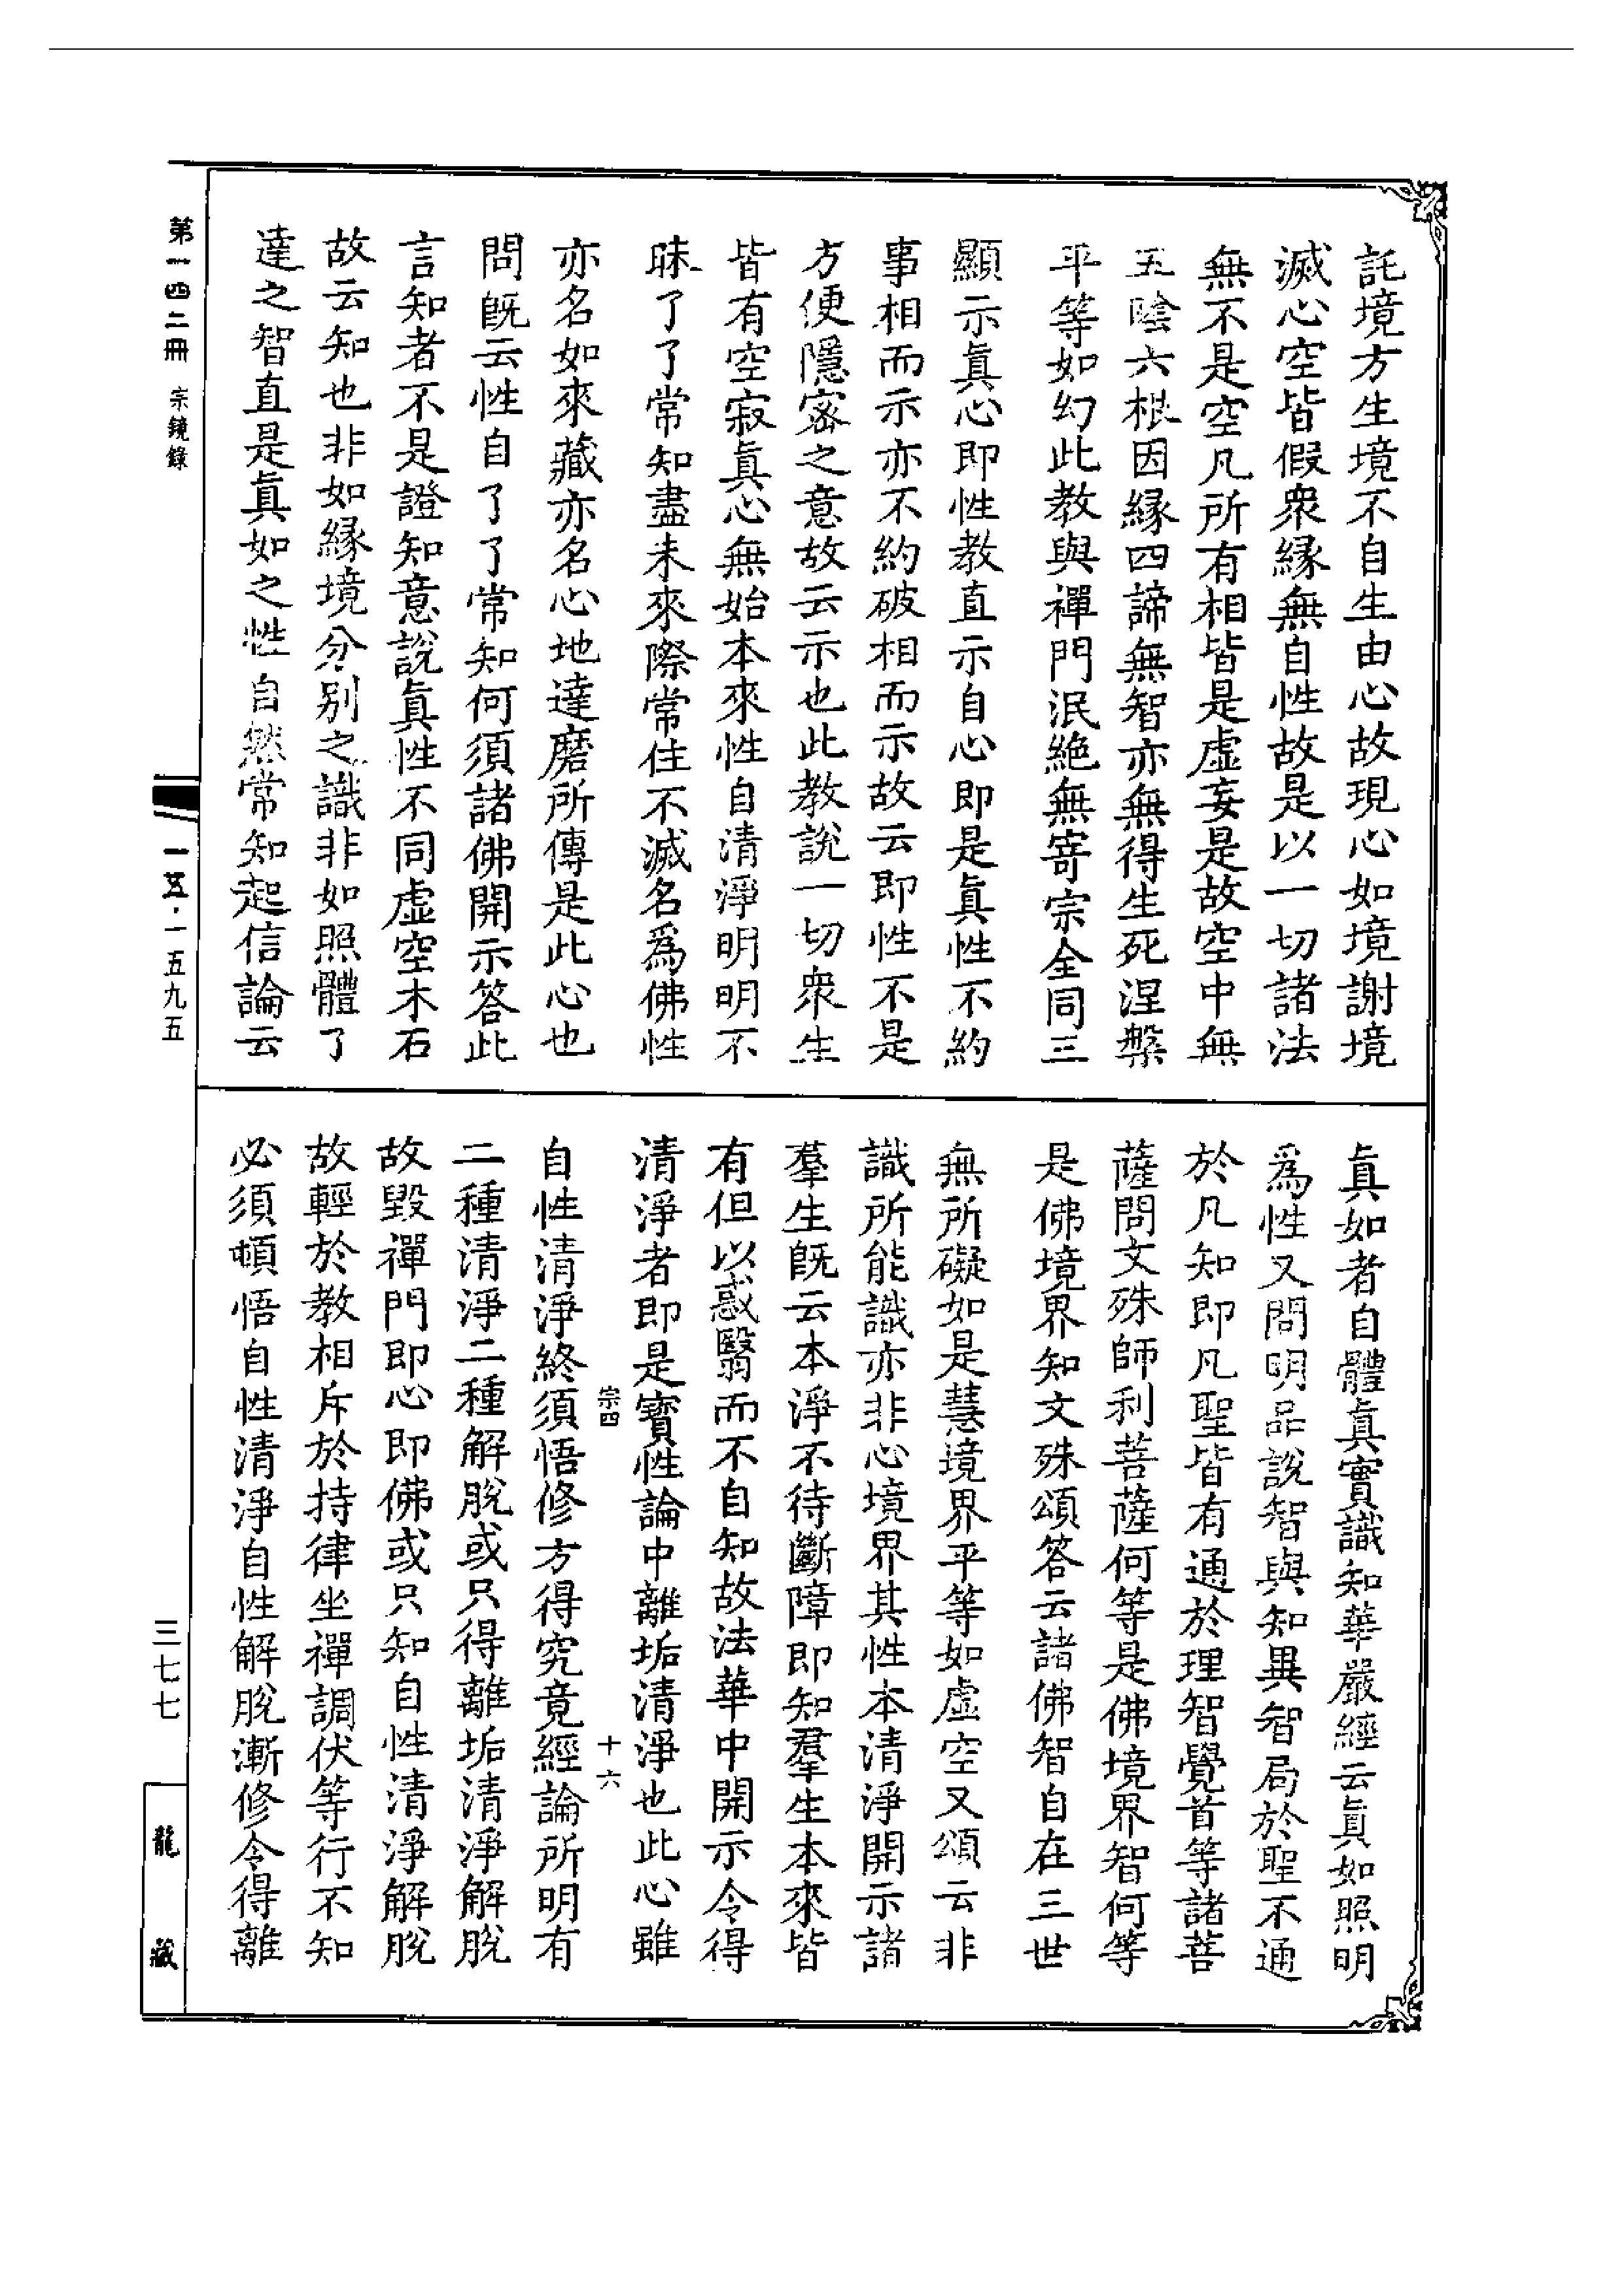 託境方生境不自生由心故現心如境謝境
滅心空皆假衆縁無自性故是以一切諸法
無不是空凡所有相皆是虛妄是故空中無
五陰六根因縁四諦無智亦無得生死涅槃
平等如幻此教與禪門泯絶無寄宗全同三
顯示眞心即性教直示自心即是眞性不約
事相而示亦不約破相而示故云即性不是
方便隱密之意故云示也此教說一切衆生
皆有空寂眞心無始本來性自清淨明明不
昧了了常知盡未來際常住不滅名爲佛性
亦名如來藏亦名心地達磨所傳是此心也
問旣云性自了了常知何須諸佛開示答此
言知者不是證知意說眞性不同虛空木石
故云知也非如縁境分別之識非如照體了
達之智直是眞如之性自然常知起信論云
眞如者自體眞實識知華嚴經云眞如照明
爲性又問明品說智與知異智局於聖不通
於凡知即凡聖皆有通於理智覺首等諸菩
薩問文殊師利菩薩何等是佛境界智何等
是佛境界知文殊頌答云諸佛智自在三世
無所礙如是慧境界平等如虛空又頌云非
識所能識亦非心境界其性本清淨開示諸
羣生旣云本淨不待斷障即知羣生本來皆
有但以惑翳而不自知故法華中開示令得
清淨者即是寶性論中離垢清淨也此心雖
宗四
十六
自性清淨終須悟修方得究竟經論所明有
二種清淨二種解脫或只得離垢清淨解脫
故毀禪門即心即佛或只知自性清淨解脫
故輕於教相斥於持律坐禪調伏等行不知
必須頓悟自性清淨自性解脫漸修令得離
第一四二冊 宗鏡錄
一五·一五九五
三七七
龍藏